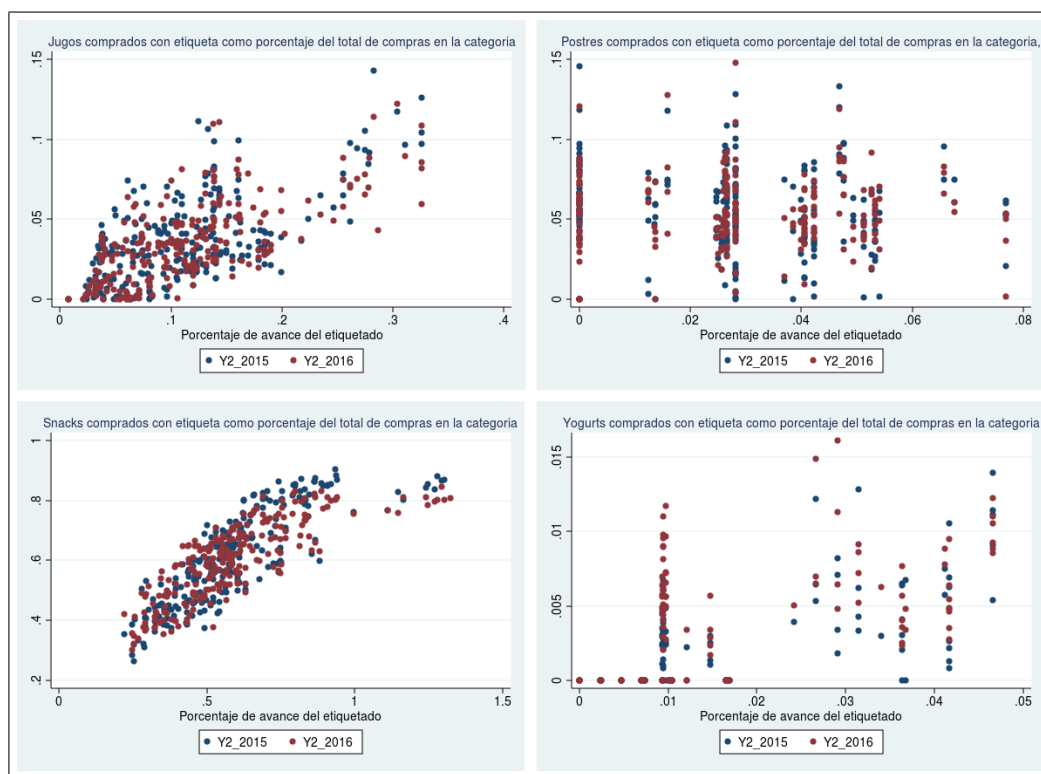 Jugos comprados con etiqueta como porcentaje del total de compras en la categoria
.15
.1
.05
0
0 .1 .2 .3 .4
Porcentaje de avance del etiquetado
Y2_2015 Y2_2016
Postres comprados con etiqueta como porcentaje del total de compras en la categoria,
.15
.1
.05
0
0 .02 .04 .06 .08
Porcentaje de avance del etiquetado
Y2_2015 Y2_2016
Snacks comprados con etiqueta como porcentaje del total de compras en la categoria
1
.8
.6
.4
.2
0 .5 1 1.5
Porcentaje de avance del etiquetado
Y2_2015 Y2_2016
Yogurts comprados con etiqueta como porcentaje del total de compras en la categoria
.015
.01
.005
0
0 .01 .02 .03 .04 .05
Porcentaje de avance del etiquetado
Y2_2015 Y2_2016